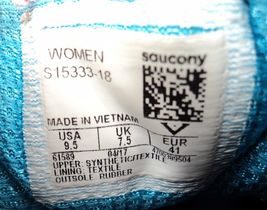 WOMEN
saucony
S15333-18
MADE IN VIETNAM
USA UK EUR
9.5 7.5 41
61589 04/17
UPPER: SYNTHETIC/TEXTILE
LINING: TEXTILE
OUTSOLE RUBBER